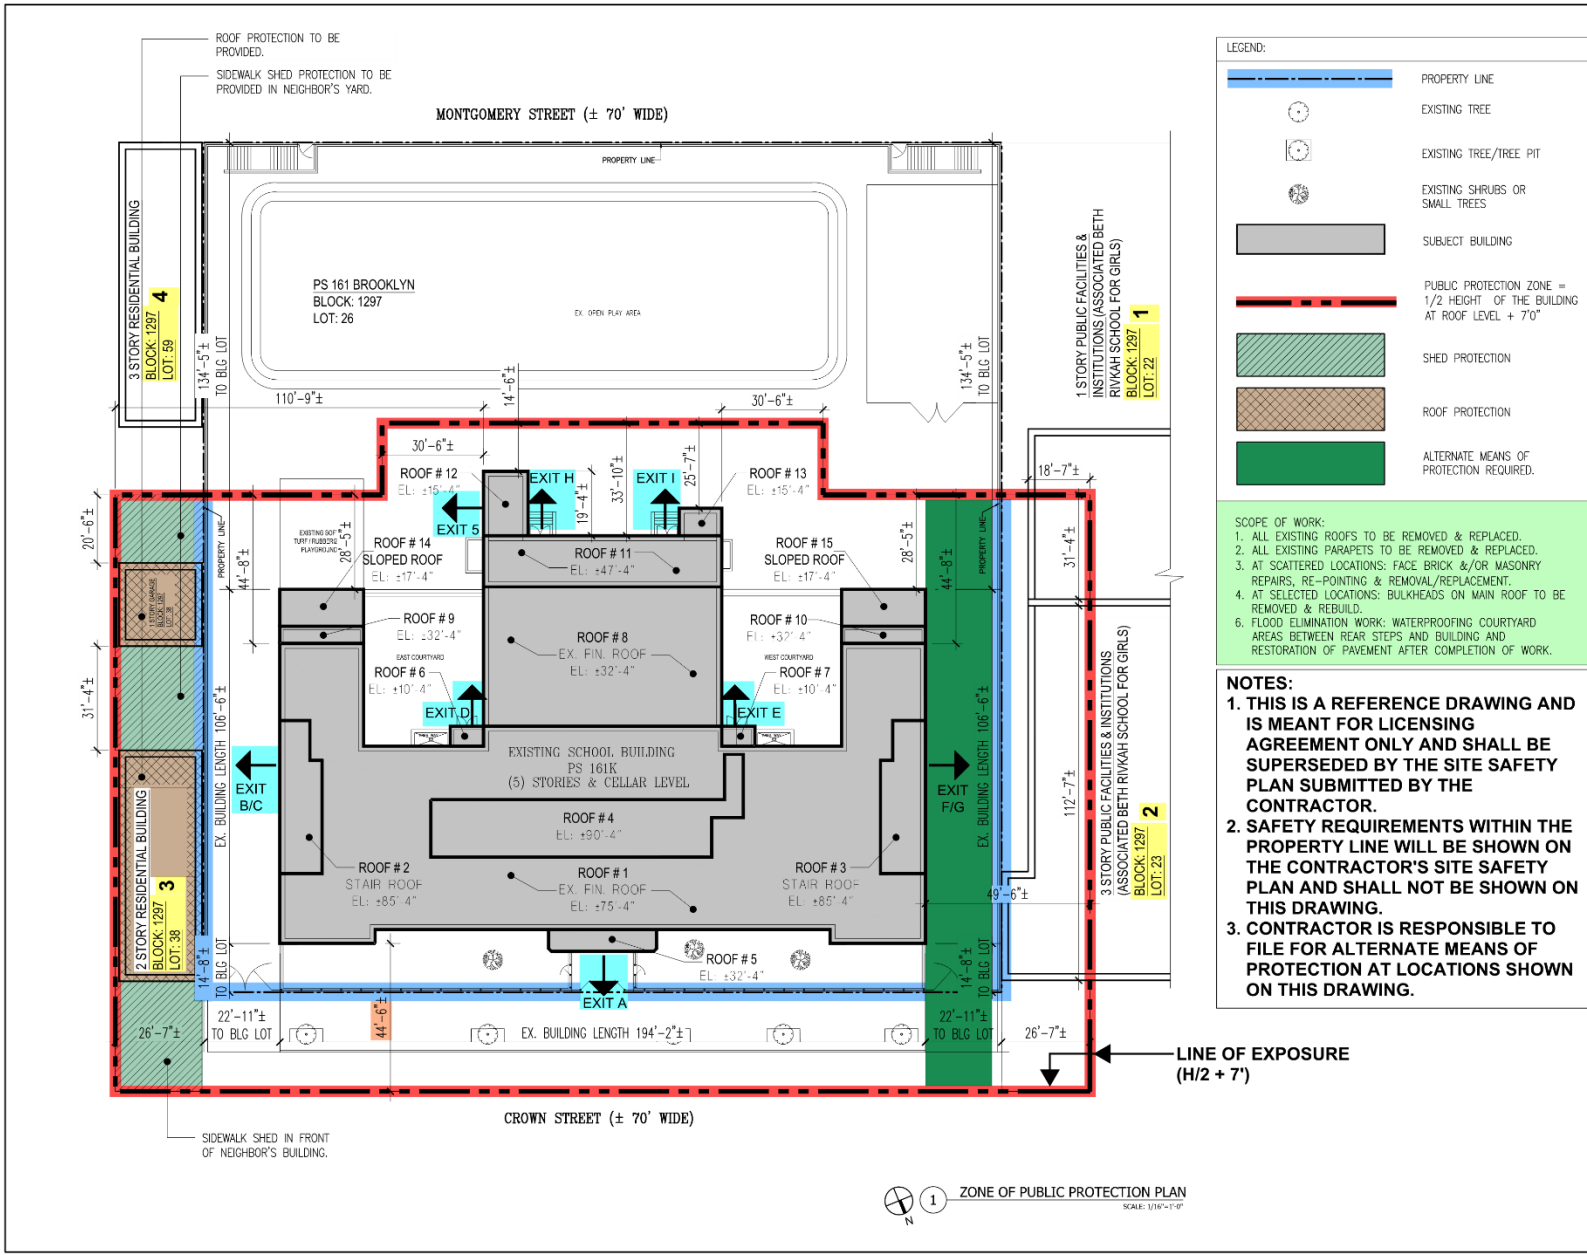 ROOF PROTECTION TO BE
PROVIDED.
SIDEWALK SHED PROTECTION TO BE
PROVIDED IN NEIGHBOR'S YARD.
MONTGOMERY STREET (± 70' WIDE)
PROPERTY LINE
3 STORY RESIDENTIAL BUILDING
BLOCK: 1297
LOT: 59
4
134'-5"±
TO BLG LOT
PS 161 BROOKLYN
BLOCK: 1297
LOT: 26
EX. OPEN PLAY AREA
134'-5"±
TO BLG LOT
1 STORY PUBLIC FACILITIES &
INSTITUTIONS (ASSOCIATED BETH
RIVKAH SCHOOL FOR GIRLS)
BLOCK: 1297
LOT: 22
1
110'-9"±
14'-6"±
30'-6"±
30'-6"±
ROOF # 12
EL: ±15'-4"
EXIT H
EXIT 5
19'-4"±
33'-10"±
EXIT I
25'-7"±
ROOF # 13
EL: ±15'-4"
18'-7"±
20'-6"±
PROPERTY LINE
44'-8"±
EXISTING SOF
TURF/RUBBERS
PLAYGROUND
28'-5"±
ROOF # 14
SLOPED ROOF
EL: ±17'-4"
ROOF # 11
EL: ±47'-4"
ROOF # 15
SLOPED ROOF
EL: ±17'-4"
28'-5"±
44'-8"±
PROPERTY LINE
31'-4"±
1 STORY GARAGE
BLOCK: 1297
LOT: 38
ROOF # 9
EL: ±32'-4"
EAST COURTYARD
ROOF # 6
EL: ±10'-4"
EXIT D
ROOF # 8
EX. FIN. ROOF
EL: ±32'-4"
ROOF # 10
EL: ±32'-4"
WEST COURTYARD
ROOF # 7
EL: ±10'-4"
EXIT E
31'-4"±
EX. BUILDING LENGTH 106'-6"±
EXIT
B/C
EXISTING SCHOOL BUILDING
PS 161K
(5) STORIES & CELLAR LEVEL
EXIT
F/G
EX. BUILDING LENGTH 106'-6"±
112'-7"±
3 STORY PUBLIC FACILITIES & INSTITUTIONS
(ASSOCIATED BETH RIVKAH SCHOOL FOR GIRLS)
BLOCK: 1297
LOT: 23
2
ROOF # 4
EL: ±90'-4"
2 STORY RESIDENTIAL BUILDING
BLOCK: 1297
LOT: 38
3
ROOF # 2
STAIR ROOF
EL: ±85'-4"
ROOF # 1
EX. FIN. ROOF
EL: ±75'-4"
ROOF # 3
STAIR ROOF
EL: ±85'-4"
49'-6"±
14'-8"±
TO BLG LOT
ROOF # 5
EL: ±32'-4"
EXIT A
14'-8"±
TO BLG LOT
26'-7"±
22'-11"±
TO BLG LOT
44'-6"±
EX. BUILDING LENGTH 194'-2"±
22'-11"±
TO BLG LOT
26'-7"±
LINE OF EXPOSURE
(H/2 + 7')
CROWN STREET (± 70' WIDE)
SIDEWALK SHED IN FRONT
OF NEIGHBOR'S BUILDING.
N
1
ZONE OF PUBLIC PROTECTION PLAN
SCALE: 1/16"=1'-0"
LEGEND:
PROPERTY LINE
EXISTING TREE
EXISTING TREE/TREE PIT
EXISTING SHRUBS OR
SMALL TREES
SUBJECT BUILDING
PUBLIC PROTECTION ZONE =
1/2 HEIGHT OF THE BUILDING
AT ROOF LEVEL + 7'0"
SHED PROTECTION
ROOF PROTECTION
ALTERNATE MEANS OF
PROTECTION REQUIRED.
SCOPE OF WORK:
1. ALL EXISTING ROOFS TO BE REMOVED & REPLACED.
2. ALL EXISTING PARAPETS TO BE REMOVED & REPLACED.
3. AT SCATTERED LOCATIONS: FACE BRICK &/OR MASONRY
REPAIRS, RE-POINTING & REMOVAL/REPLACEMENT.
4. AT SELECTED LOCATIONS: BULKHEADS ON MAIN ROOF TO BE
REMOVED & REBUILD.
6. FLOOD ELIMINATION WORK: WATERPROOFING COURTYARD
AREAS BETWEEN REAR STEPS AND BUILDING AND
RESTORATION OF PAVEMENT AFTER COMPLETION OF WORK.
NOTES:
1. THIS IS A REFERENCE DRAWING AND
IS MEANT FOR LICENSING
AGREEMENT ONLY AND SHALL BE
SUPERSEDED BY THE SITE SAFETY
PLAN SUBMITTED BY THE
CONTRACTOR.
2. SAFETY REQUIREMENTS WITHIN THE
PROPERTY LINE WILL BE SHOWN ON
THE CONTRACTOR'S SITE SAFETY
PLAN AND SHALL NOT BE SHOWN ON
THIS DRAWING.
3. CONTRACTOR IS RESPONSIBLE TO
FILE FOR ALTERNATE MEANS OF
PROTECTION AT LOCATIONS SHOWN
ON THIS DRAWING.